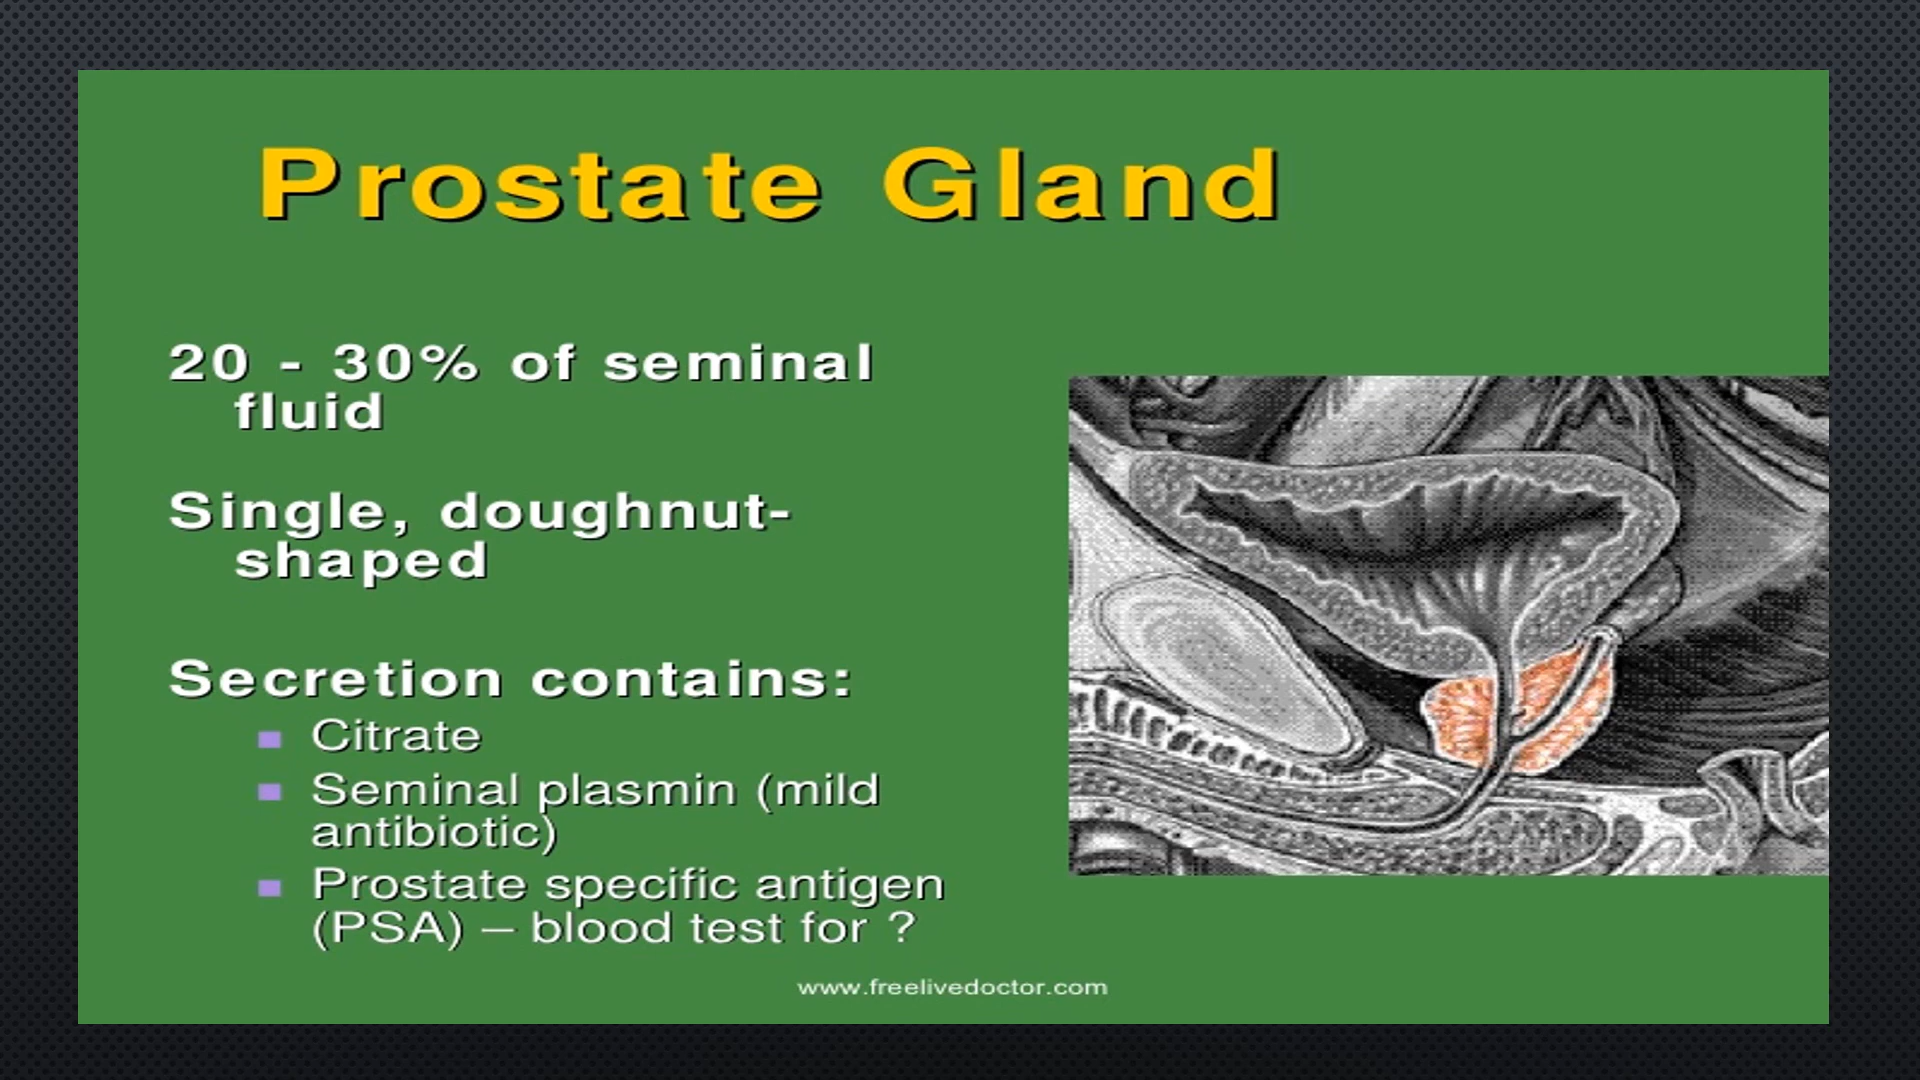 Prostate Gland
20 - 30% of seminal
fluid
Single, doughnut-
shaped
Secretion contains:
Citrate
Seminal plasmin (mild
antibiotic)
Prostate specific antigen
(PSA) – blood test for ?
www.freelivedoctor.com